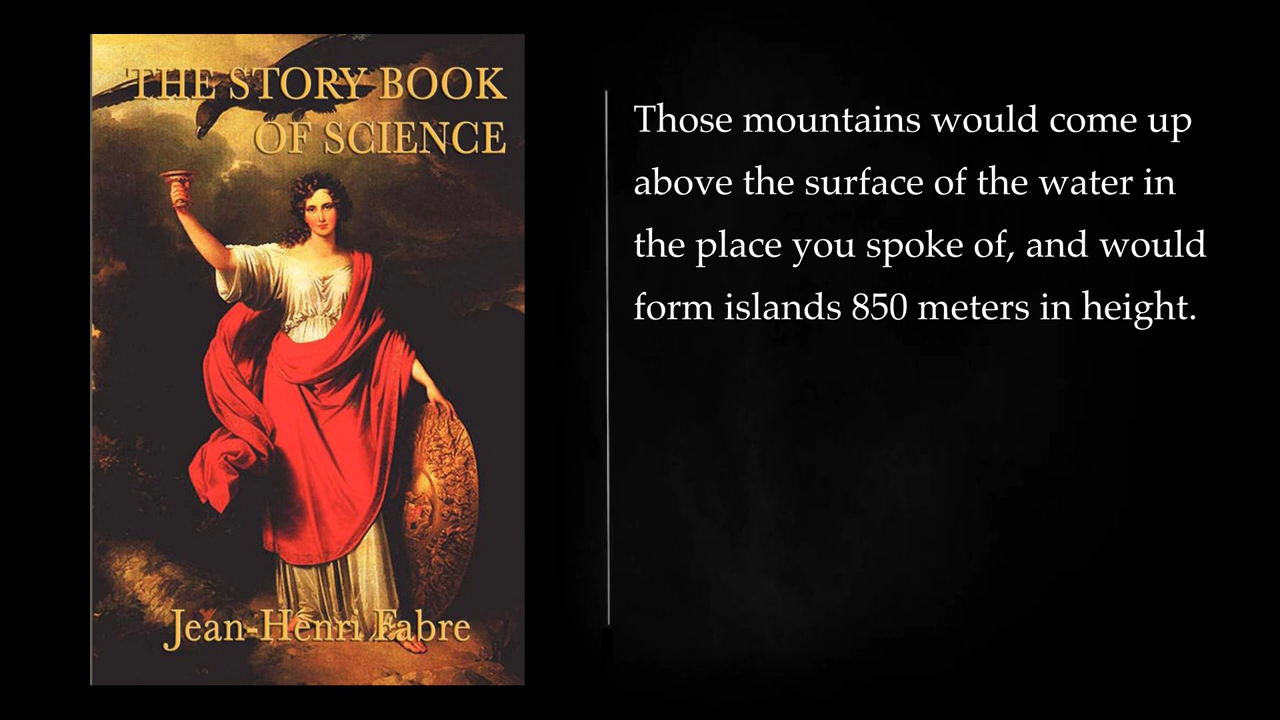 THE STORY BOOK
OF SCIENCE
Jean-Henri Fabre
Those mountains would come up
above the surface of the water in
the place you spoke of, and would
form islands 850 meters in height.